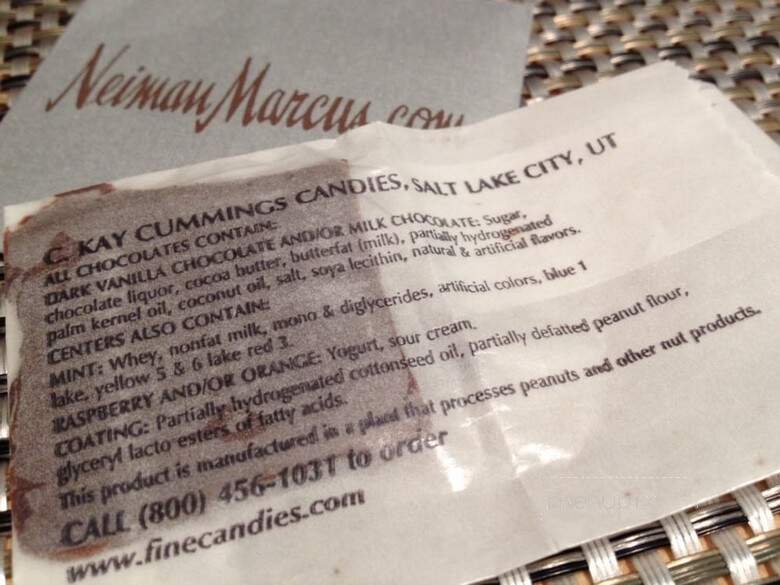 Neiman Marcus.com
C. KAY CUMMINGS CANDIES, SALT LAKE CITY, UT
ALL CHOCOLATES CONTAIN:
DARK VANILLA CHOCOLATE AND/OR MILK CHOCOLATE: Sugar,
chocolate liquor, cocoa butter, butterfat (milk), partially hydrogenated
palm kernel oil, coconut oil, salt, soya lecithin, natural & artificial flavors.
CENTERS ALSO CONTAIN:
MINT: Whey, nonfat milk, mono & diglycerides, artificial colors, blue 1
lake, yellow 5 & 6 lake red 3.
RASPBERRY AND/OR ORANGE: Yogurt, sour cream.
COATING: Partially hydrogenated cottonseed oil, partially defatted peanut flour,
glyceryl lacto esters of fatty acids.
This product is manufactured in a plant that processes peanuts and other nut products.
CALL (800) 456-1031 to order
www.finecandies.com